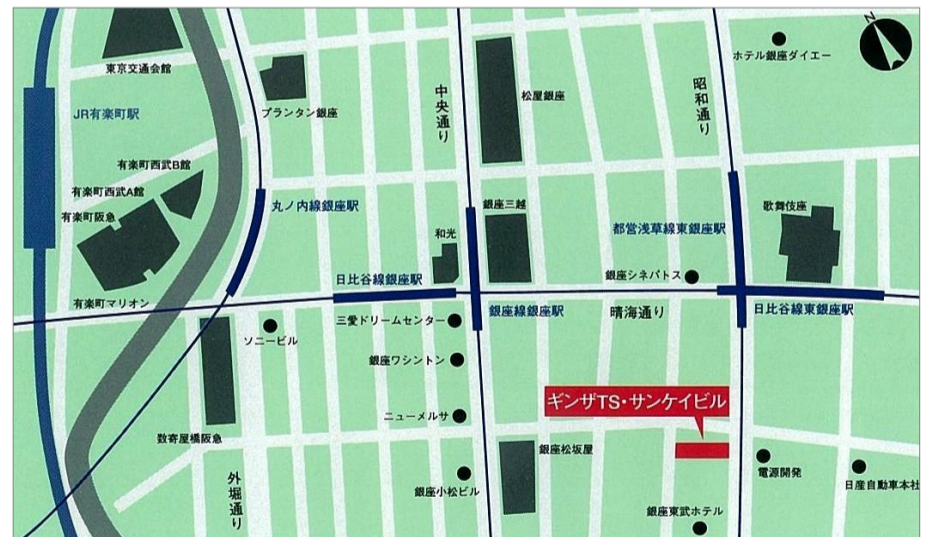 N
東京交通会館
JR有楽町駅
プランタン銀座
中央通り
松屋銀座
昭和通り
ホテル銀座ダイエー
有楽町西武B館
有楽町西武A館
有楽町阪急
有楽町マリオン
丸ノ内線銀座駅
和光
銀座三越
都営浅草線東銀座駅
歌舞伎座
日比谷線銀座駅
銀座シネパトス
三愛ドリームセンター
銀座線銀座駅
晴海通り
日比谷線東銀座駅
ソニービル
銀座ワシントン
ギンザTS・サンケイビル
ニューメルサ
数寄屋橋阪急
銀座松坂屋
外堀通り
銀座小松ビル
電源開発
日産自動車本社
銀座東武ホテル